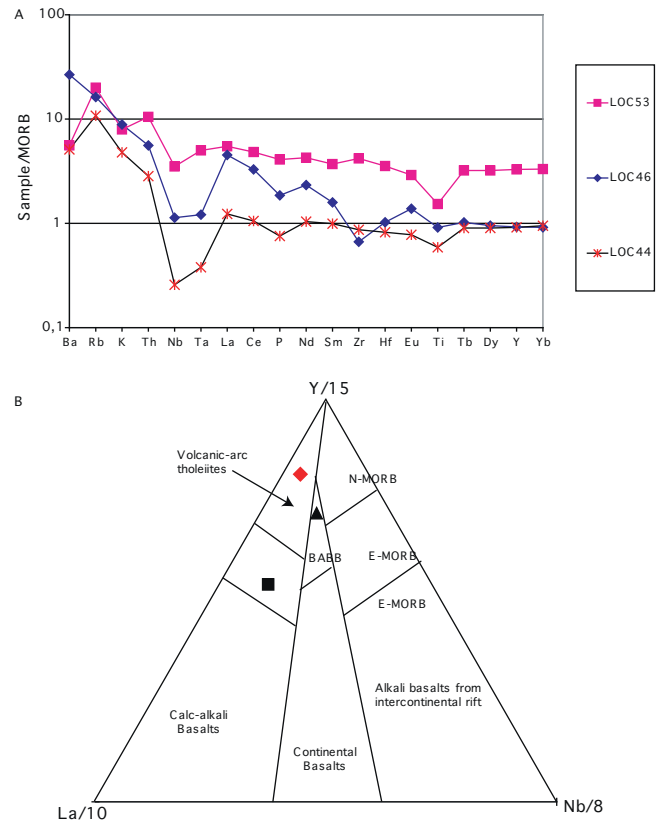 A
100
10
1
0,1
Sample/MORB
Ba Rb K Th Nb Ta La Ce P Nd Sm Zr Hf Eu Ti Tb Dy Y Yb
LOC53
LOC46
LOC44
B
Y/15
Volcanic-arc
tholeiites
N-MORB
BABB
E-MORB
E-MORB
Calc-alkali
Basalts
Continental
Basalts
Alkali basalts from
intercontinental rift
La/10
Nb/8